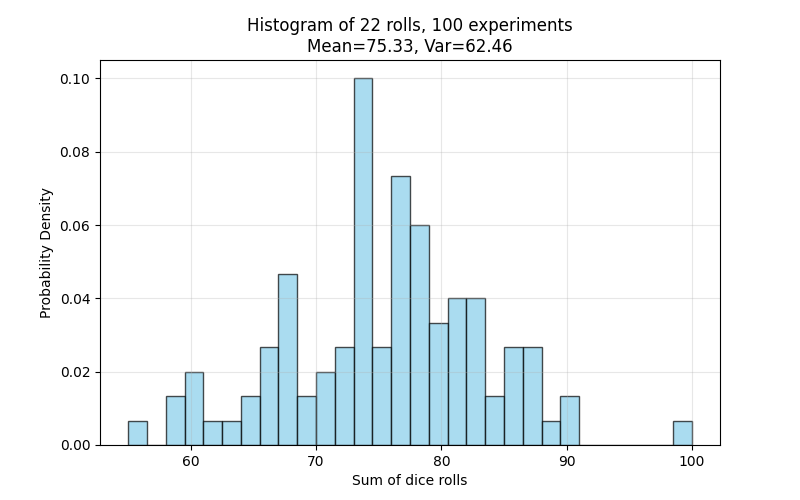 Histogram of 22 rolls, 100 experiments
Mean=75.33, Var=62.46
0.10
0.08
0.06
0.04
0.02
0.00
Probability Density
60 70 80 90 100
Sum of dice rolls